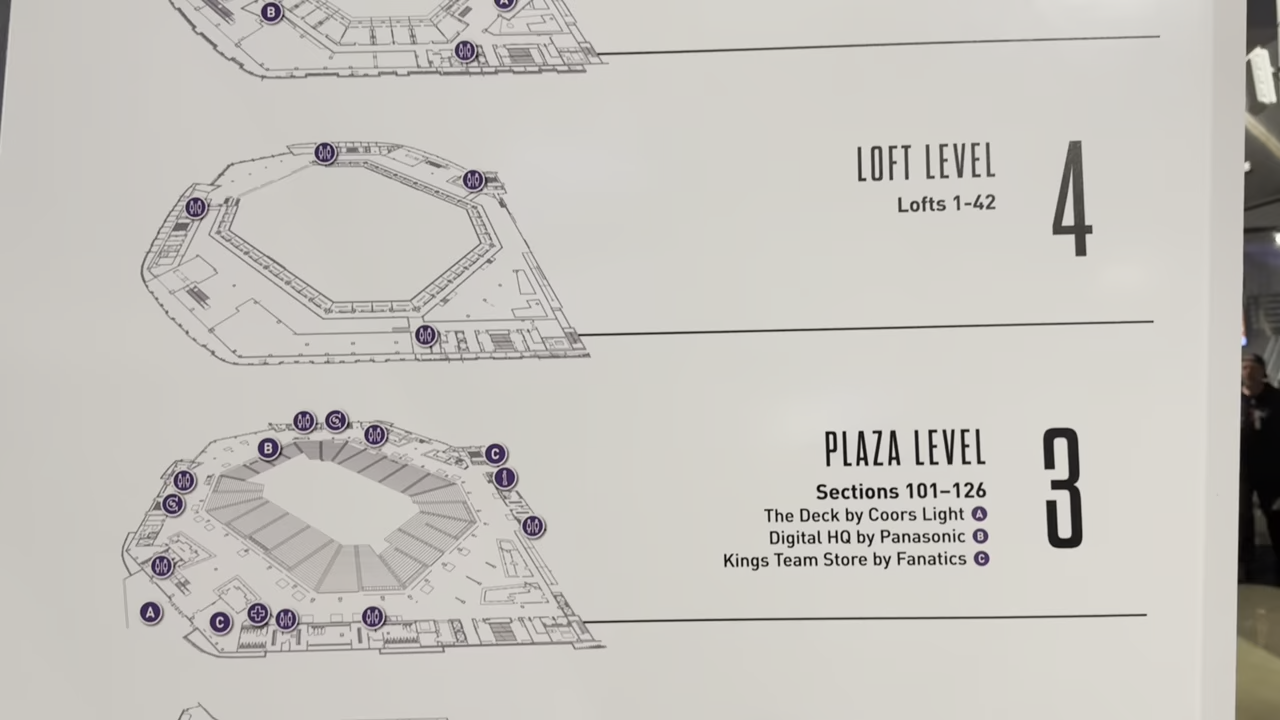 B
A
LOFT LEVEL
Lofts 1-42
4
PLAZA LEVEL
3
Sections 101–126
The Deck by Coors Light A
Digital HQ by Panasonic B
Kings Team Store by Fanatics C
B
C
A
C